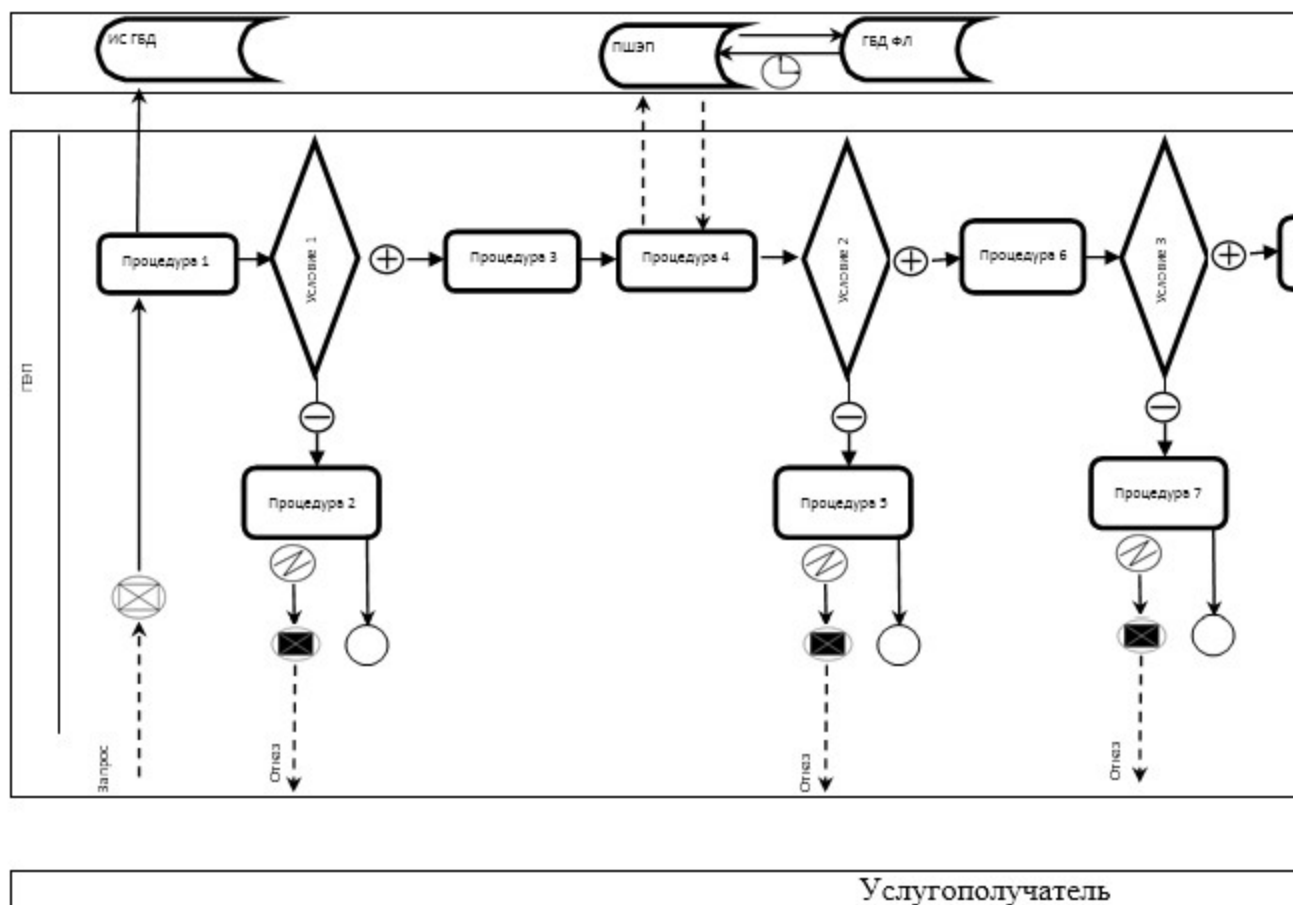 ИС ГБД
ПШЭП
ГБД ФЛ
ПЭП
Процедура 1
Условие 1
Процедура 3
Процедура 4
Условие 2
Процедура 6
Условие 3
Процедура 2
Процедура 5
Процедура 7
Запрос
Отказ
Отказ
Отказ
Услугополучатель